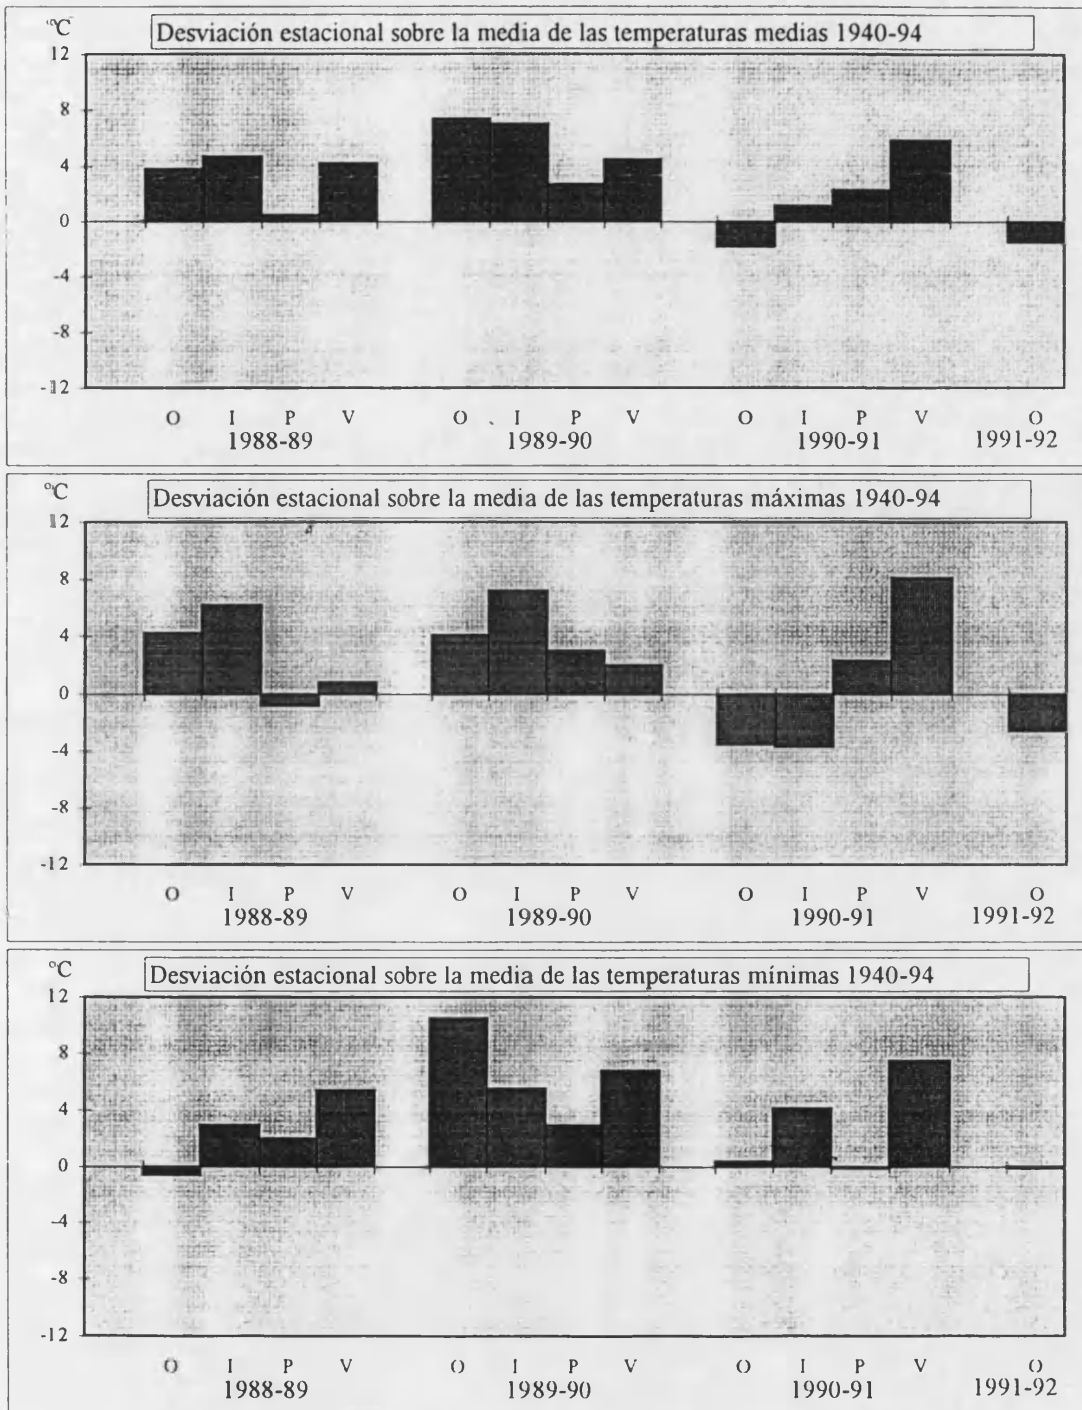 °C
Desviación estacional sobre la media de las temperaturas medias 1940-94
12
8
4
0
-4
-8
-12
O I P V O I P V O I P V O
1988-89 1989-90 1990-91 1991-92
°C
Desviación estacional sobre la media de las temperaturas máximas 1940-94
12
8
4
0
-4
-8
-12
O I P V O I P V O I P V O
1988-89 1989-90 1990-91 1991-92
°C
Desviación estacional sobre la media de las temperaturas mínimas 1940-94
12
8
4
0
-4
-8
-12
O I P V O I P V O I P V O
1988-89 1989-90 1990-91 1991-92